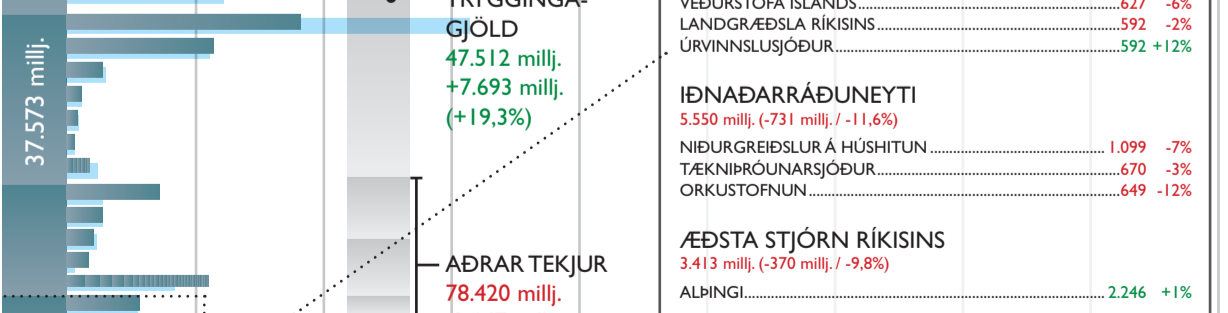 37.573 millj.
TRYGGINGA-
GJÖLD
47.512 millj.
+7.693 millj.
(+19,3%)
AÐRAR TEKJUR
78.420 millj.
VEÐURSTOFA ÍSLANDS 627 -6%
LANDGRÆÐSLA RÍKISINS 592 -2%
ÚRVINNSLUSJÓÐUR 592 +12%
IÐNAÐARRÁÐUNEYTI
5.550 millj. (-731 millj. / -11,6%)
NIÐURGREIÐSLUR Á HÚSHITUN 1.099 -7%
TÆKNIÞRÓUNARSJÓÐUR 670 -3%
ORKUSTOFNUN 649 -12%
ÆÐSTA STJÓRN RÍKISINS
3.413 millj. (-370 millj. / -9,8%)
ALÞINGI 2.246 +1%